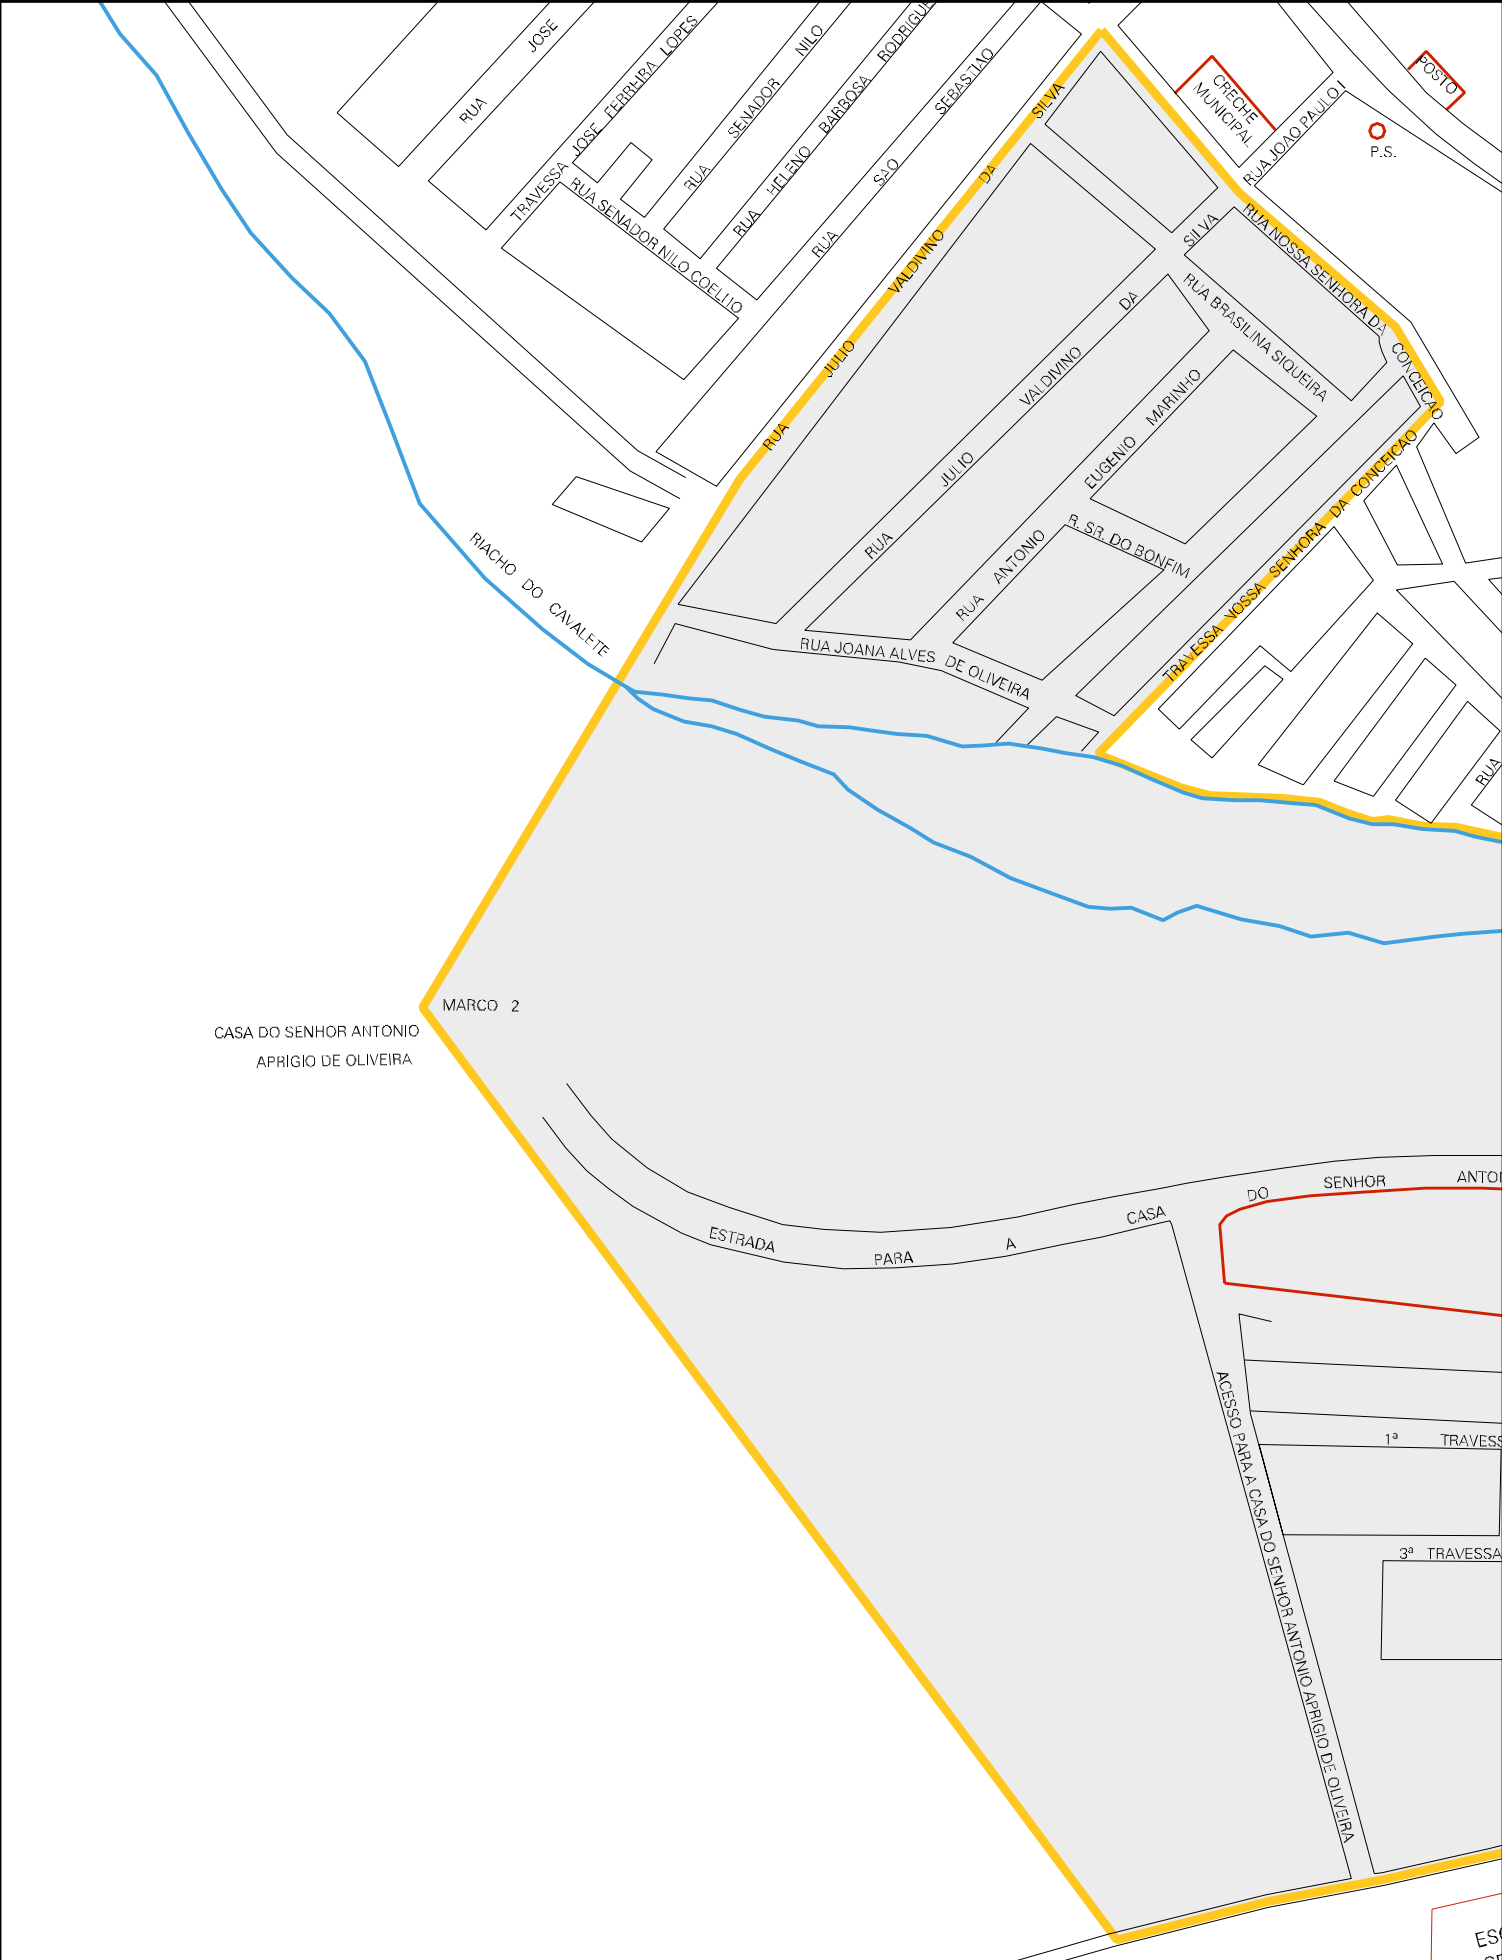 RUA JOSE
TRAVESSA JOSE FERREIRA LOPES
RUA SENADOR NILO
RUA HELENO BARBOSA
RUA SAO SEBASTIAO
RUA SENADOR NILO COELHO
RUA JULIO VALDIVINO DA SILVA
CRECHE
MUNICIPAL
RUA JOAO PAULO I
POSTO
P.S.
RUA NOSSA SENHORA DA CONCEICAO
RUA BRASILINA SIQUEIRA
RUA JULIO VALDIVINO DA SILVA
RUA ANTONIO EUGENIO MARINHO
R. SR. DO BONFIM
TRAVESSA NOSSA SENHORA DA CONCEICAO
RUA JOANA ALVES DE OLIVEIRA
RIACHO DO CAVALETE
RUA
MARCO 2
CASA DO SENHOR ANTONIO
APRIGIO DE OLIVEIRA
ESTRADA PARA A CASA DO SENHOR ANTO
ACESSO PARA A CASA DO SENHOR ANTONIO APRIGIO DE OLIVEIRA
1ª TRAVESS
3ª TRAVESSA